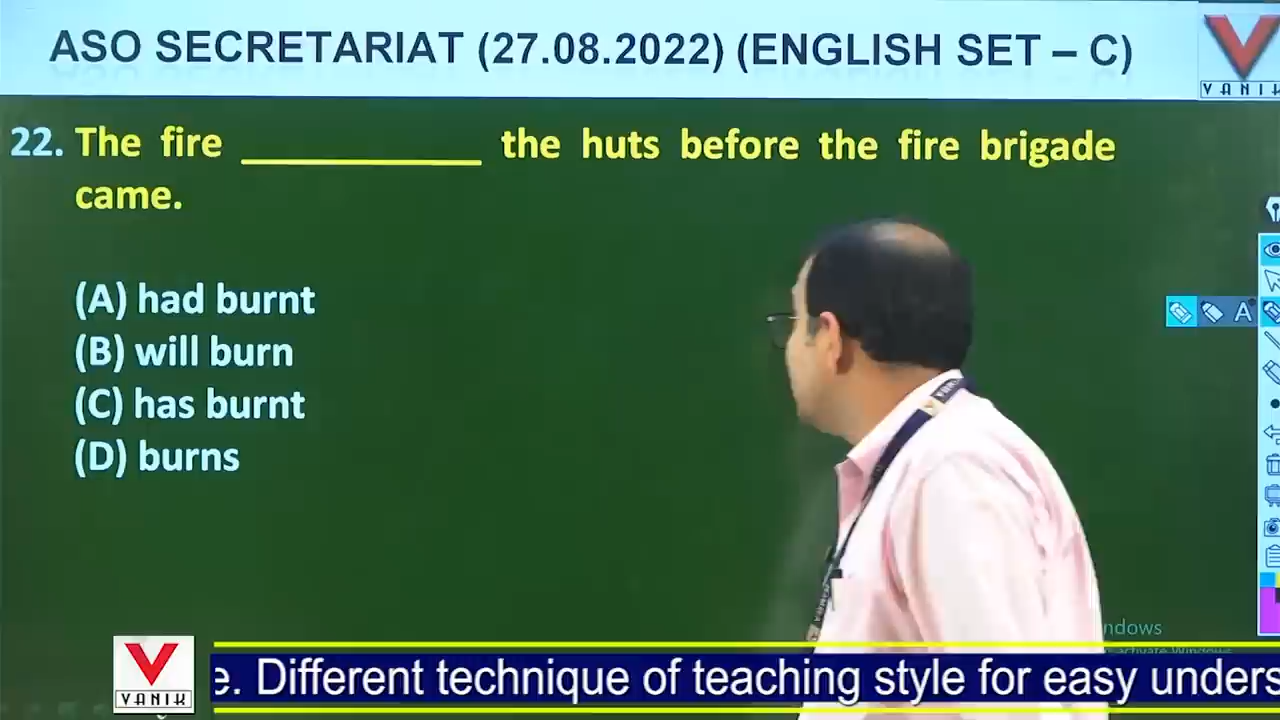 ASO SECRETARIAT (27.08.2022) (ENGLISH SET – C)
VANIK
22. The fire ____________ the huts before the fire brigade
came.
(A) had burnt
(B) will burn
(C) has burnt
(D) burns
A
VANIK
e. Different technique of teaching style for easy unders